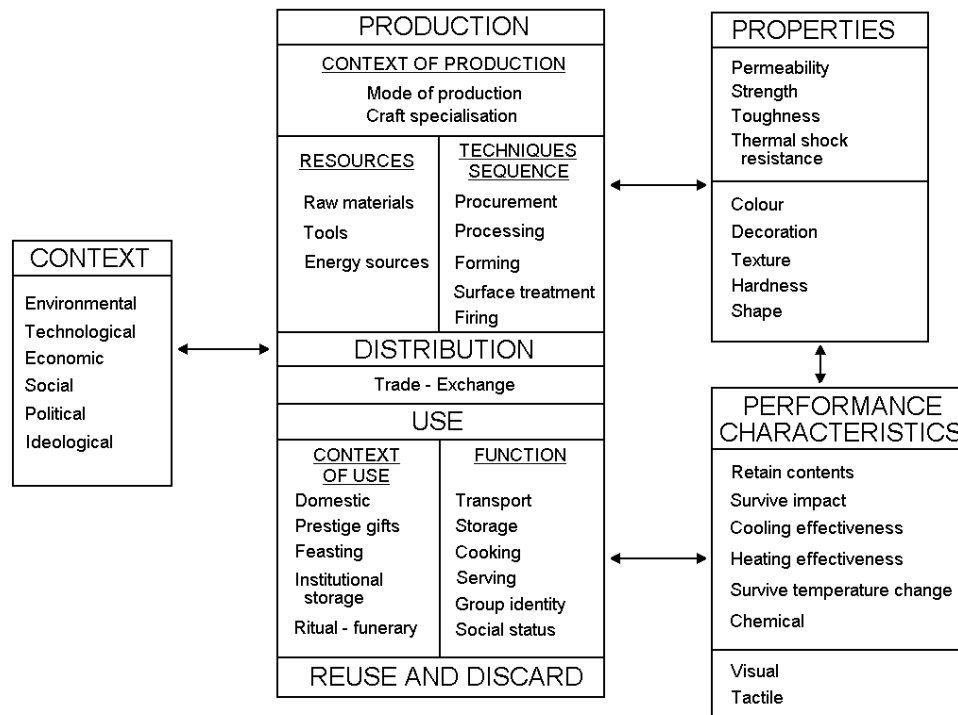 PRODUCTION
CONTEXT OF PRODUCTION
Mode of production
Craft specialisation
RESOURCES
Raw materials
Tools
Energy sources
TECHNIQUES
SEQUENCE
Procurement
Processing
Forming
Surface treatment
Firing
DISTRIBUTION
Trade - Exchange
USE
CONTEXT
OF USE
Domestic
Prestige gifts
Feasting
Institutional
storage
Ritual - funerary
FUNCTION
Transport
Storage
Cooking
Serving
Group identity
Social status
REUSE AND DISCARD
CONTEXT
Environmental
Technological
Economic
Social
Political
Ideological
PROPERTIES
Permeability
Strength
Toughness
Thermal shock
resistance
Colour
Decoration
Texture
Hardness
Shape
PERFORMANCE
CHARACTERISTICS
Retain contents
Survive impact
Cooling effectiveness
Heating effectiveness
Survive temperature change
Chemical
Visual
Tactile